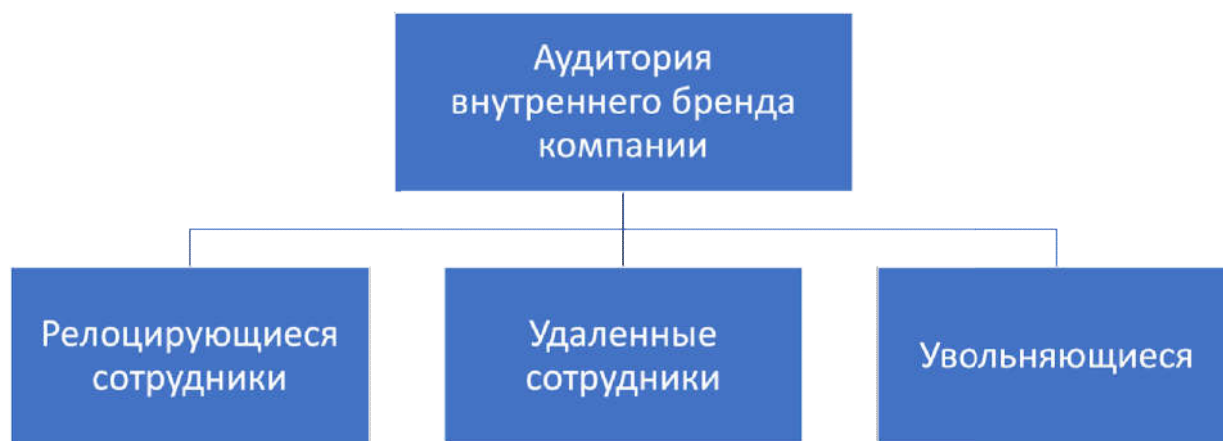 Аудитория
внутреннего бренда
компании
Релоцирующиеся
сотрудники
Удаленные
сотрудники
Увольняющиеся